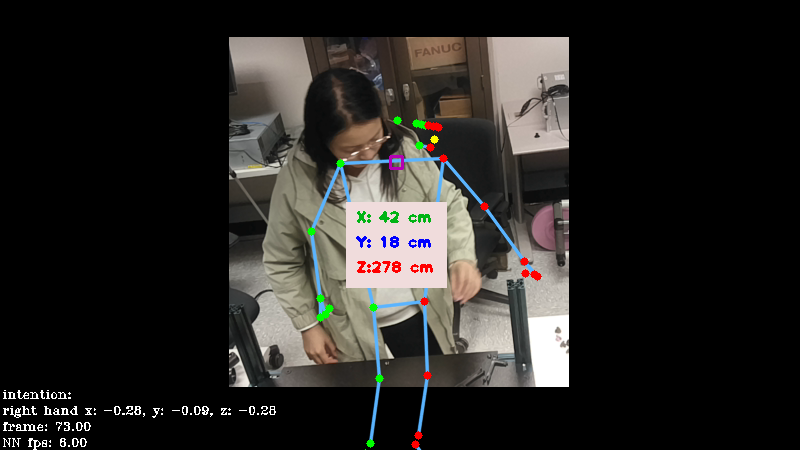 FANUC
X: 42 cm
Y: 18 cm
Z:278 cm
intention:
right hand x: -0.28, y: -0.09, z: -0.28
frame: 73.00
NN fps: 6.00